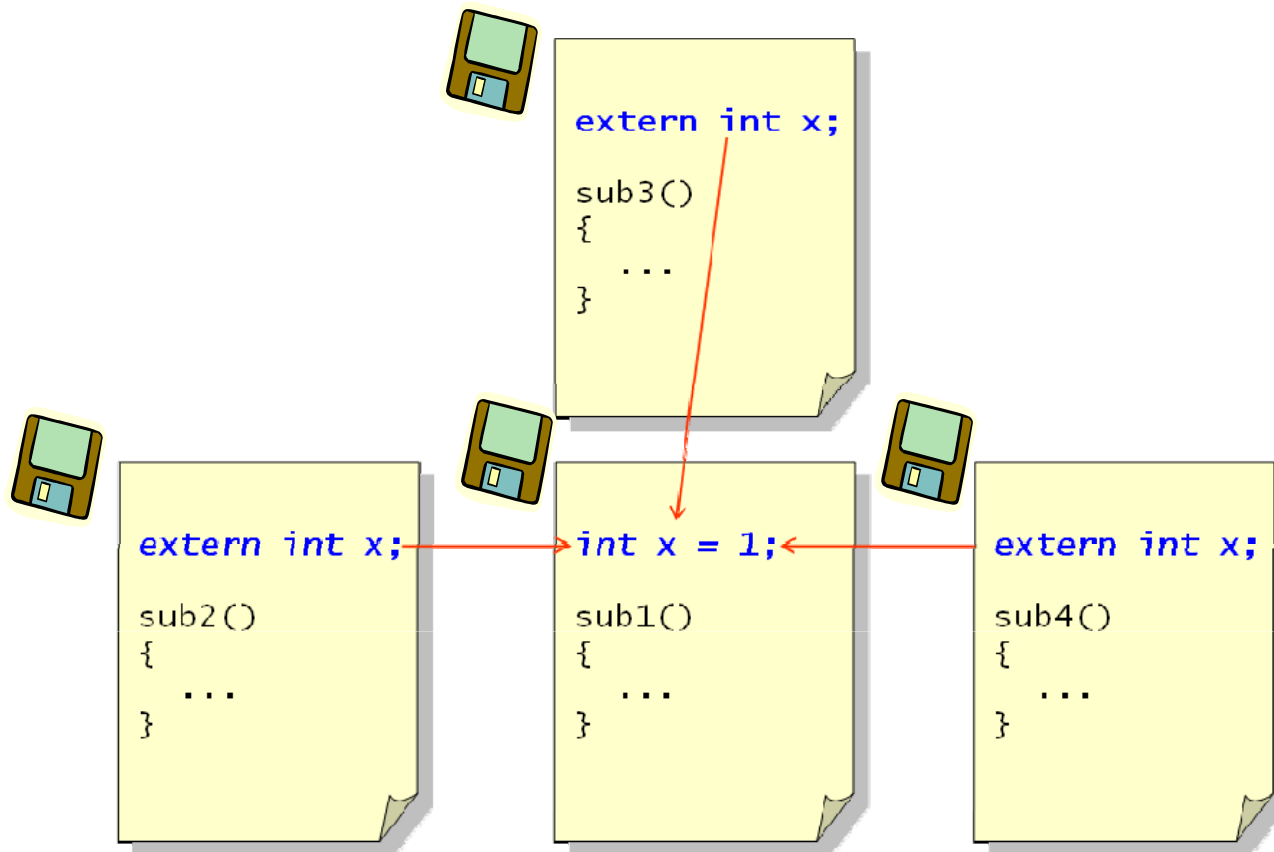 extern int x;
sub3()
{
...
}
extern int x;
sub2()
{
...
}
int x = 1;
sub1()
{
...
}
extern int x;
sub4()
{
...
}